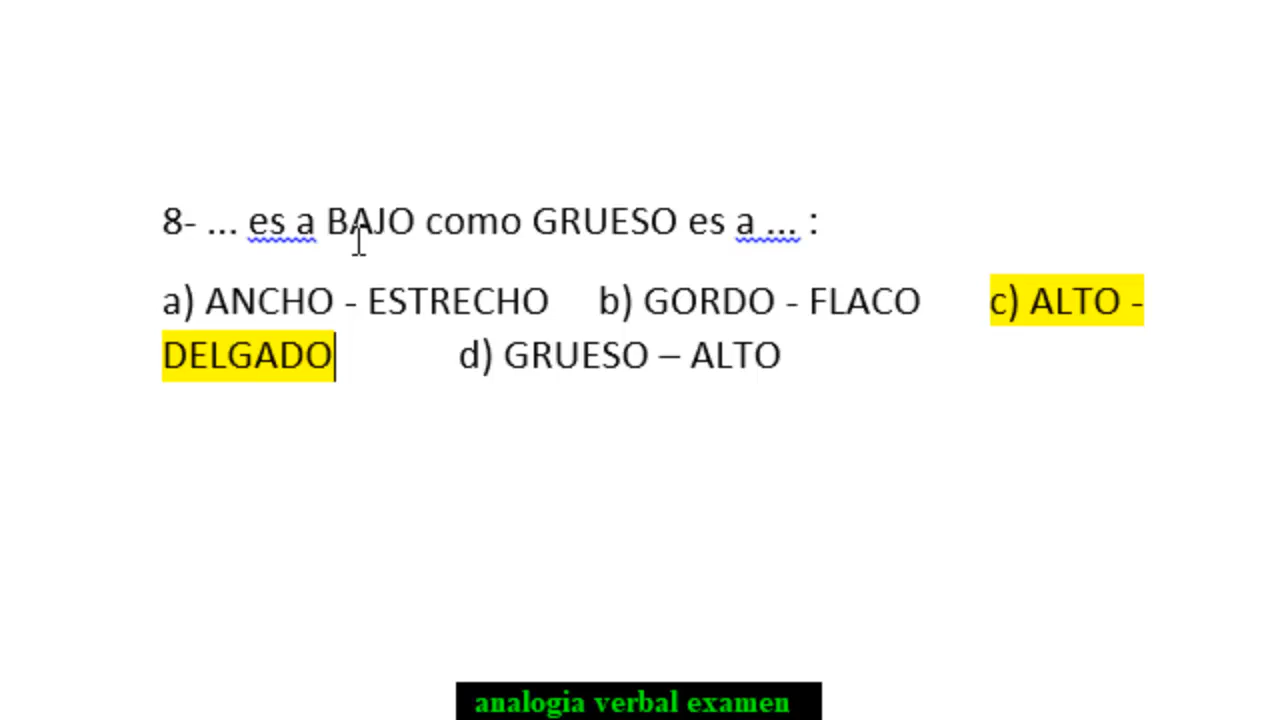 8- ... es a BAJO como GRUESO es a ... :
a) ANCHO - ESTRECHO b) GORDO - FLACO c) ALTO -
DELGADO d) GRUESO – ALTO
analogia verbal examen